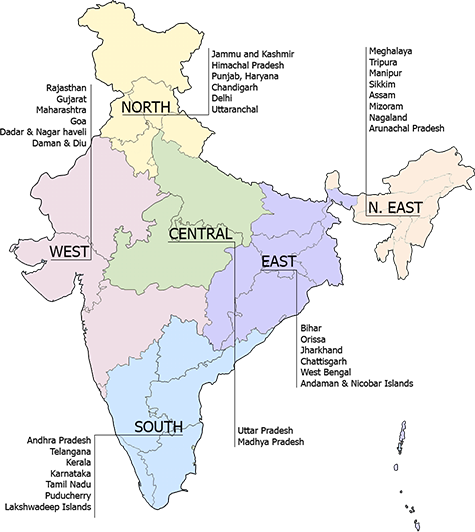 Jammu and Kashmir
Himachal Pradesh
Punjab, Haryana
Chandigarh
Delhi
Uttaranchal
NORTH
Meghalaya
Tripura
Manipur
Sikkim
Assam
Mizoram
Nagaland
Arunachal Pradesh
N. EAST
Rajasthan
Gujarat
Maharashtra
Goa
Dadar & Nagar haveli
Daman & Diu
WEST
CENTRAL
EAST
Bihar
Orissa
Jharkhand
Chattisgarh
West Bengal
Andaman & Nicobar Islands
Uttar Pradesh
Madhya Pradesh
SOUTH
Andhra Pradesh
Telangana
Kerala
Karnataka
Tamil Nadu
Puducherry
Lakshwadeep Islands